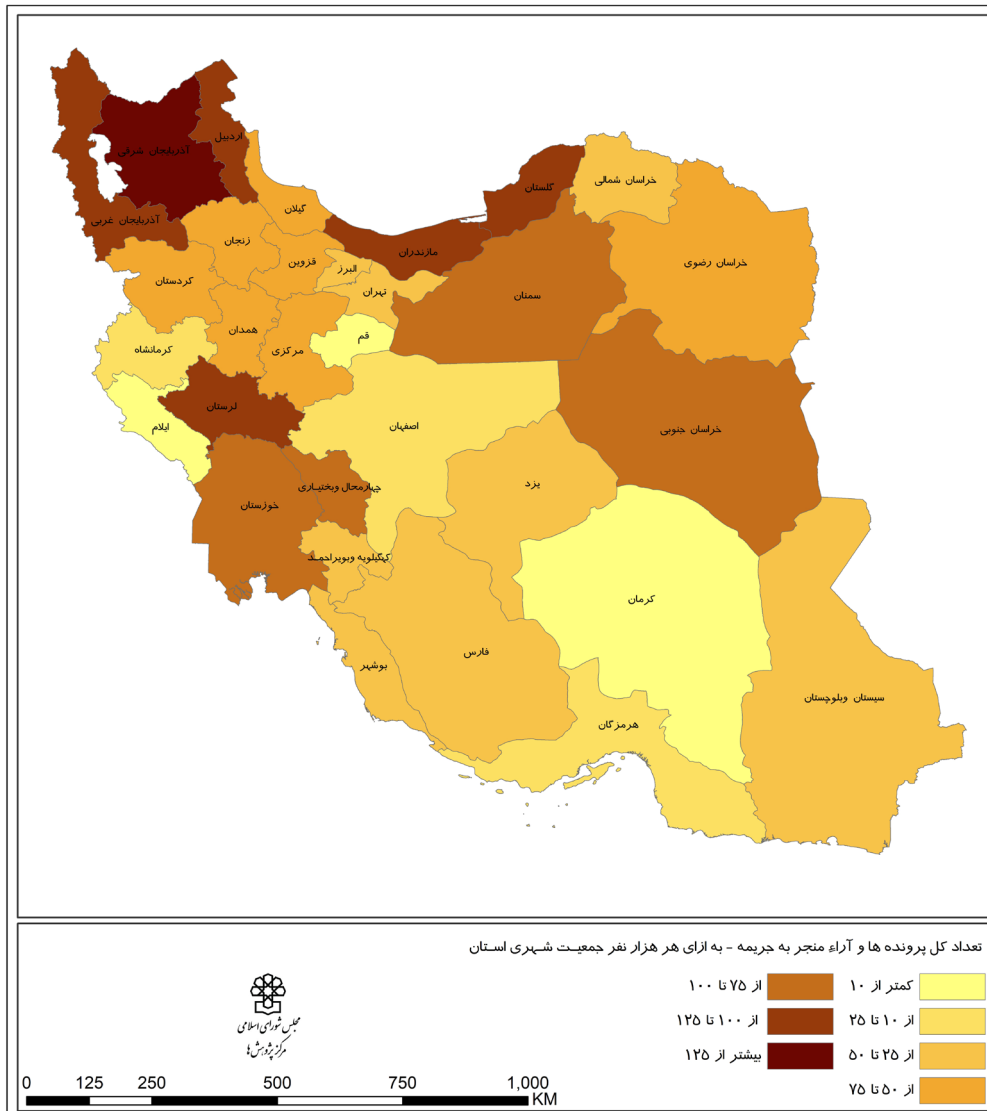 آذربایجان شرقی
اردبیل
آذربایجان غربی
گیلان
زنجان
قزوین
کردستان
همدان
مرکزی
کرمانشاه
ایلام
لرستان
مازندران
البرز
تهران
قم
گلستان
سمنان
خراسان شمالی
خراسان رضوی
خراسان جنوبی
اصفهان
یزد
چهارمحال وبختیاری
خوزستان
کهگیلویه وبویراحمد
فارس
بوشهر
کرمان
هرمزگان
سیستان وبلوچستان
تعداد کل پرونده ها و آراء منجر به جریمه - به ازای هر هزار نفر جمعیت شهری استان
کمتر از ۱۰
از ۱۰ تا ۲۵
از ۲۵ تا ۵۰
از ۵۰ تا ۷۵
از ۷۵ تا ۱۰۰
از ۱۰۰ تا ۱۲۵
بیشتر از ۱۲۵
مجلس شورای اسلامی
مرکز پژوهش ها
0 125 250 500 750 1,000
KM